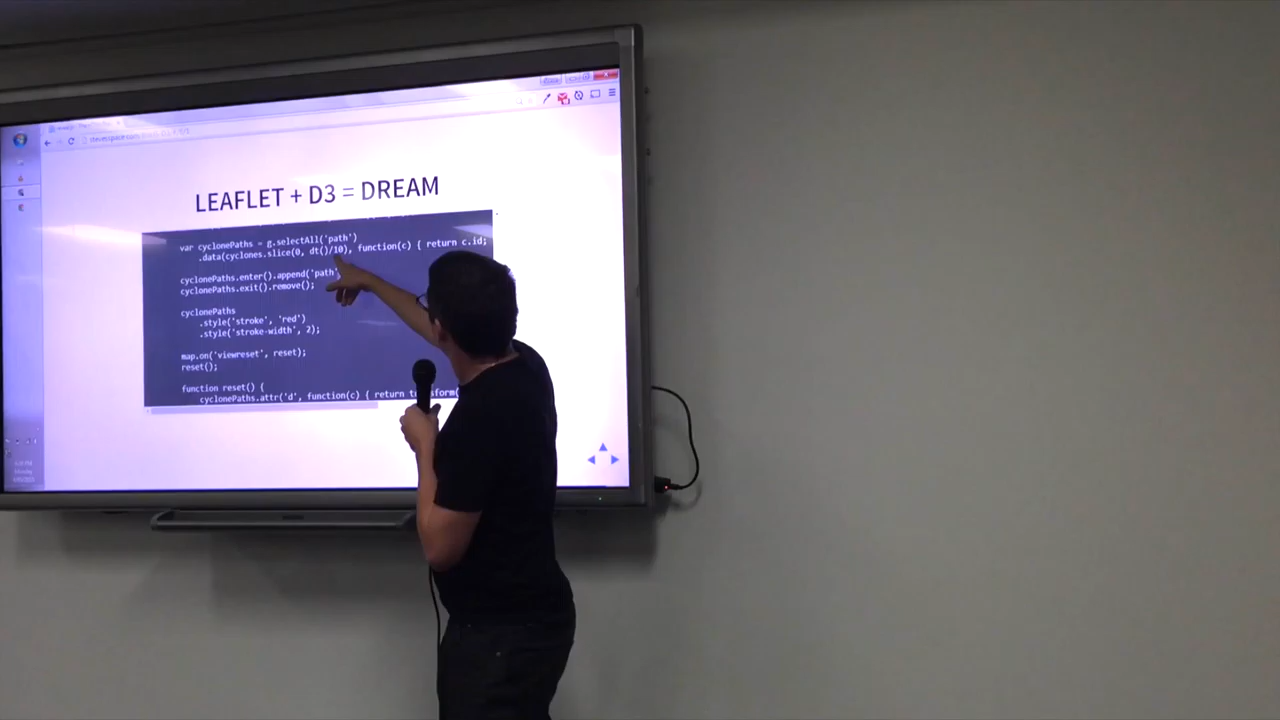 LEAFLET + D3 = DREAM
var cyclonePaths = g.selectAll('path')
.data(cyclones.slice(0, dt()/10), function(c) { return c.id;
cyclonePaths.enter().append('path'
cyclonePaths.exit().remove();
cyclonePaths
.style('stroke', 'red')
.style('stroke-width', 2);
map.on('viewreset', reset);
reset();
function reset() {
cyclonePaths.attr('d', function(c) { return